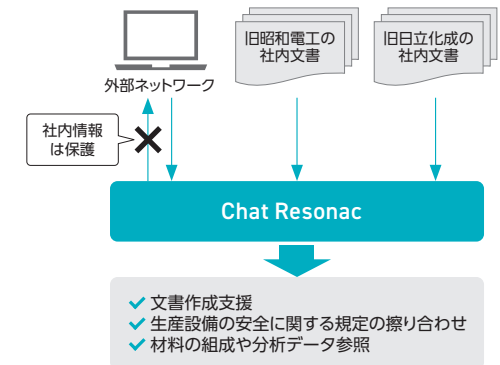 旧昭和電工の
社内文書
旧日立化成の
社内文書
外部ネットワーク
社内情報
は保護
Chat Resonac
文書作成支援
生産設備の安全に関する規定の擦り合わせ
材料の組成や分析データ参照